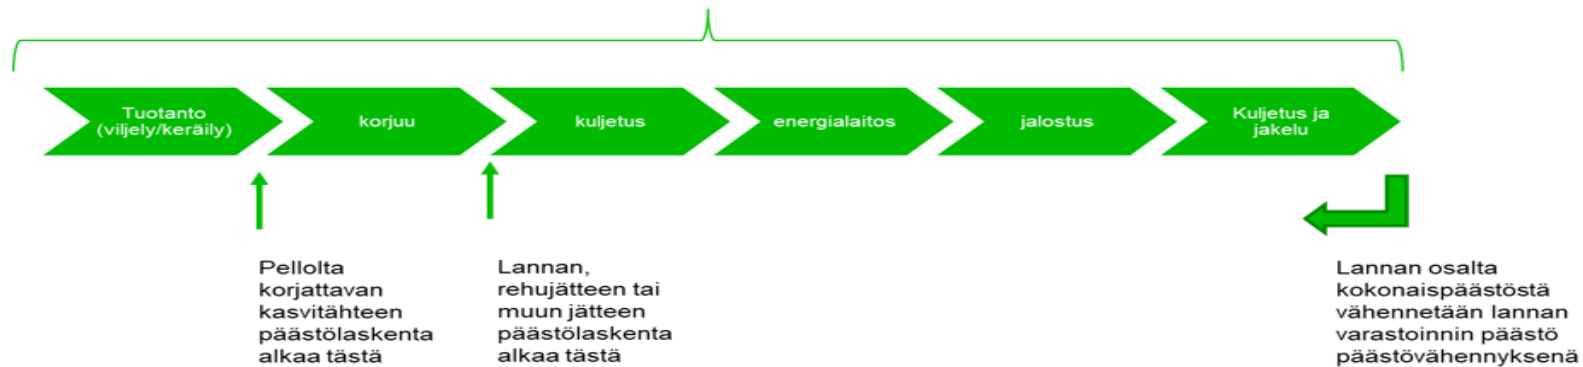 Tuotanto
(viljely/keräily)
korjuu
kuljetus
energialaitos
jalostus
Kuljetus ja
jakelu
Pellolta
korjattavan
kasvitähteen
päästölaskenta
alkaa tästä
Lannan,
rehujätteen tai
muun jätteen
päästölaskenta
alkaa tästä
Lannan osalta
kokonaispäästöstä
vähennetään lannan
varastoinnin päästö
päästövähennyksenä